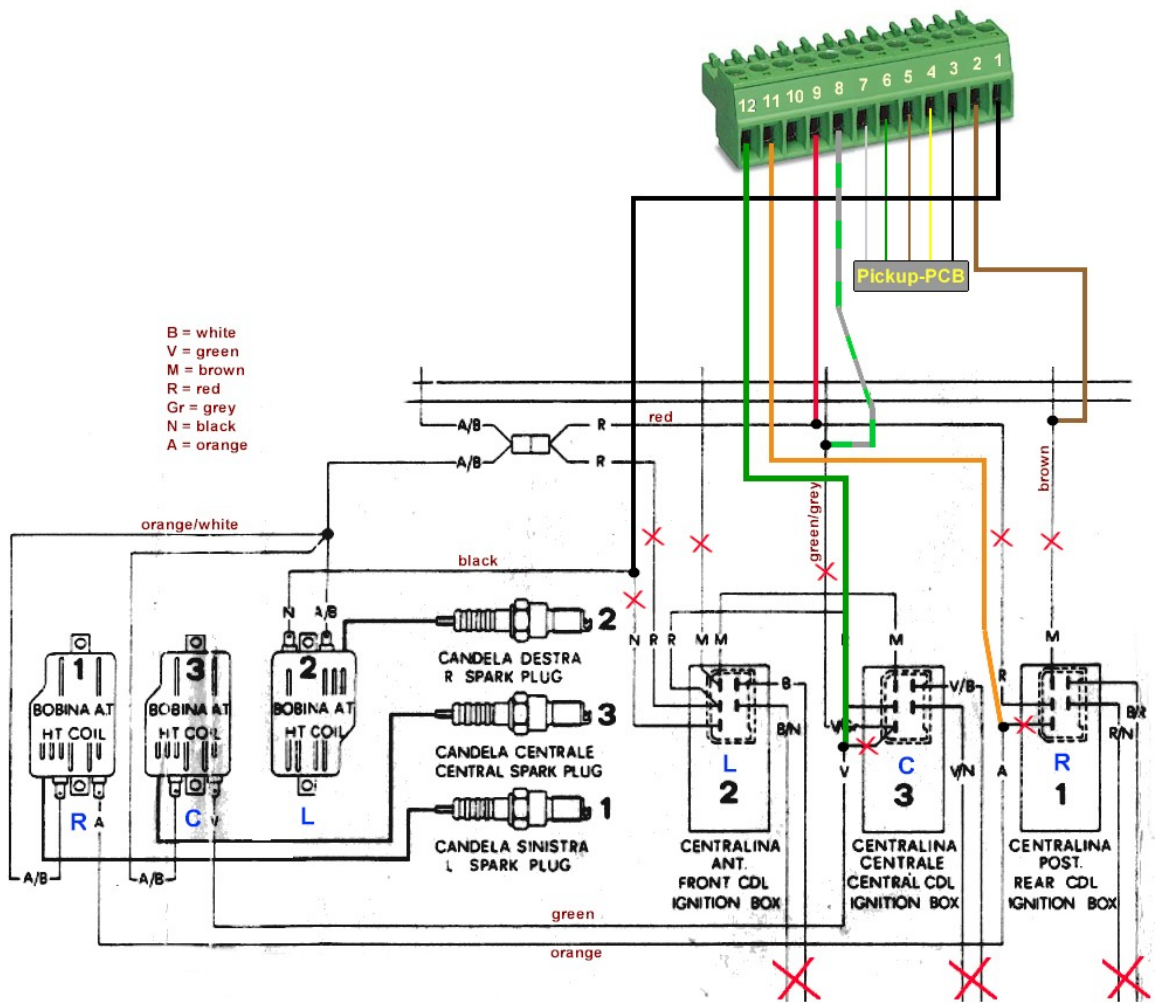 12 11 10 9 8 7 6 5 4 3 2 1
Pickup-PCB
B = white
V = green
M = brown
R = red
Gr = grey
N = black
A = orange
A/B
R
red
A/B
R
orange/white
green/grey
brown
black
N
A/B
2
CANDELA DESTRA
R SPARK PLUG
N
R
R
M
M
M
M
1
BOBINA A.T
HT COIL
3
BOBINA A.T
HT COIL
2
BOBINA A.T
HT COIL
3
CANDELA CENTRALE
CENTRAL SPARK PLUG
B
B/N
V/B
R
B/R
R/N
L
2
C
3
R
1
V
V/N
A
R
A
C
L
1
CANDELA SINISTRA
L SPARK PLUG
CENTRALINA
ANT.
FRONT CDL
IGNITION BOX
CENTRALINA
CENTRALE
CENTRAL CDL
IGNITION BOX
CENTRALINA
POST.
REAR CDL
IGNITION BOX
A/B
A/B
green
orange